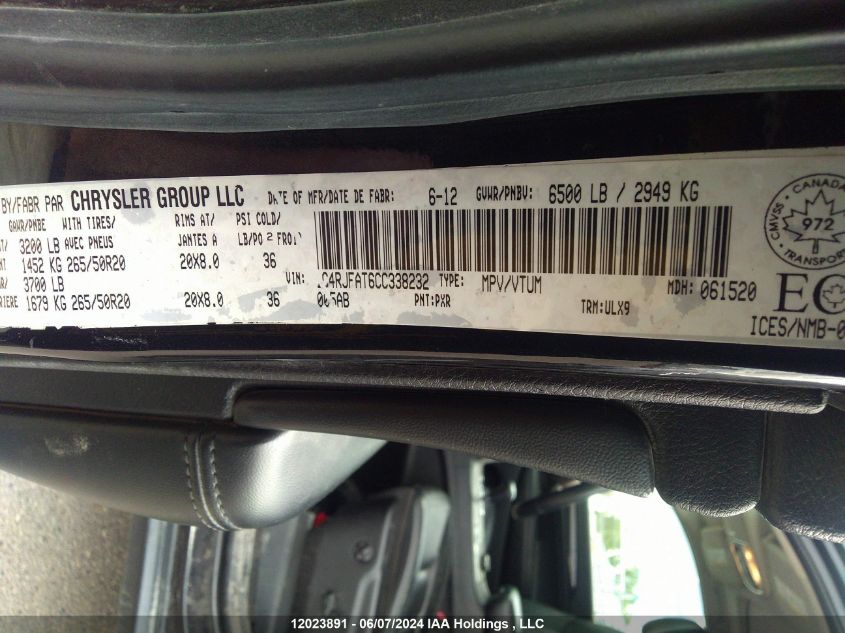 BY/FABR PAR CHRYSLER GROUP LLC DATE OF MFR/DATE DE FABR: 6-12 GVWR/PNBV: 6500 LB / 2949 KG
GAWR/PNBE WITH TIRES/ RIMS AT/ PSI COLD/
3200 LB AVEC PNEUS JANTES A LB/PO 2
1452 KG 265/50R20 20X8.0 36
3700 LB VIN: C4RJFAT6CC338232 TYPE: MPV/VTUM MDH: 061520
1679 KG 265/50R20 20X8.0 36 PNT:PXR TRM:ULX9
CANADA
CMVSS
972
TRANSPORT
ICES/NMB-0
12023891 - 06/07/2024 IAA Holdings , LLC